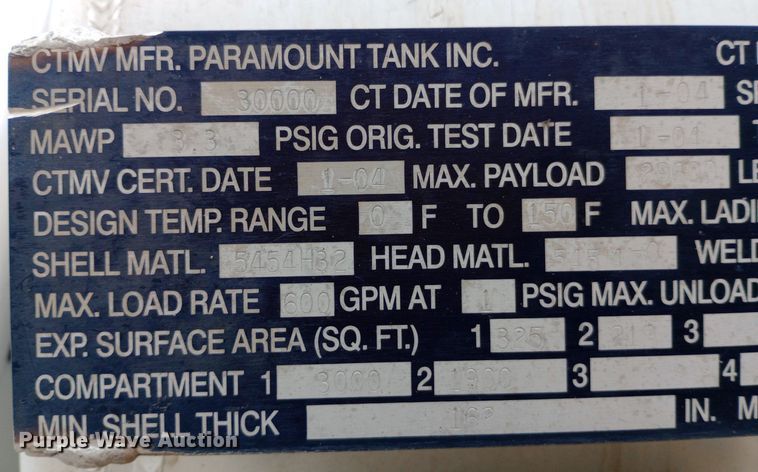 CTMV MFR. PARAMOUNT TANK INC. CT
SERIAL NO. 30000 CT DATE OF MFR. 1-04
MAWP 3.3 PSIG ORIG. TEST DATE 1-04
CTMV CERT. DATE 1-04 MAX. PAYLOAD
DESIGN TEMP. RANGE 0 F TO 150 F MAX. LADI
SHELL MATL. 5454H32 HEAD MATL. WELD
MAX. LOAD RATE 600 GPM AT 1 PSIG MAX. UNLOAD
EXP. SURFACE AREA (SQ. FT.) 1 325 2 3
COMPARTMENT 1 3000 2 1900 3 4
MIN. SHELL THICK IN. M
Purple Wave Auction